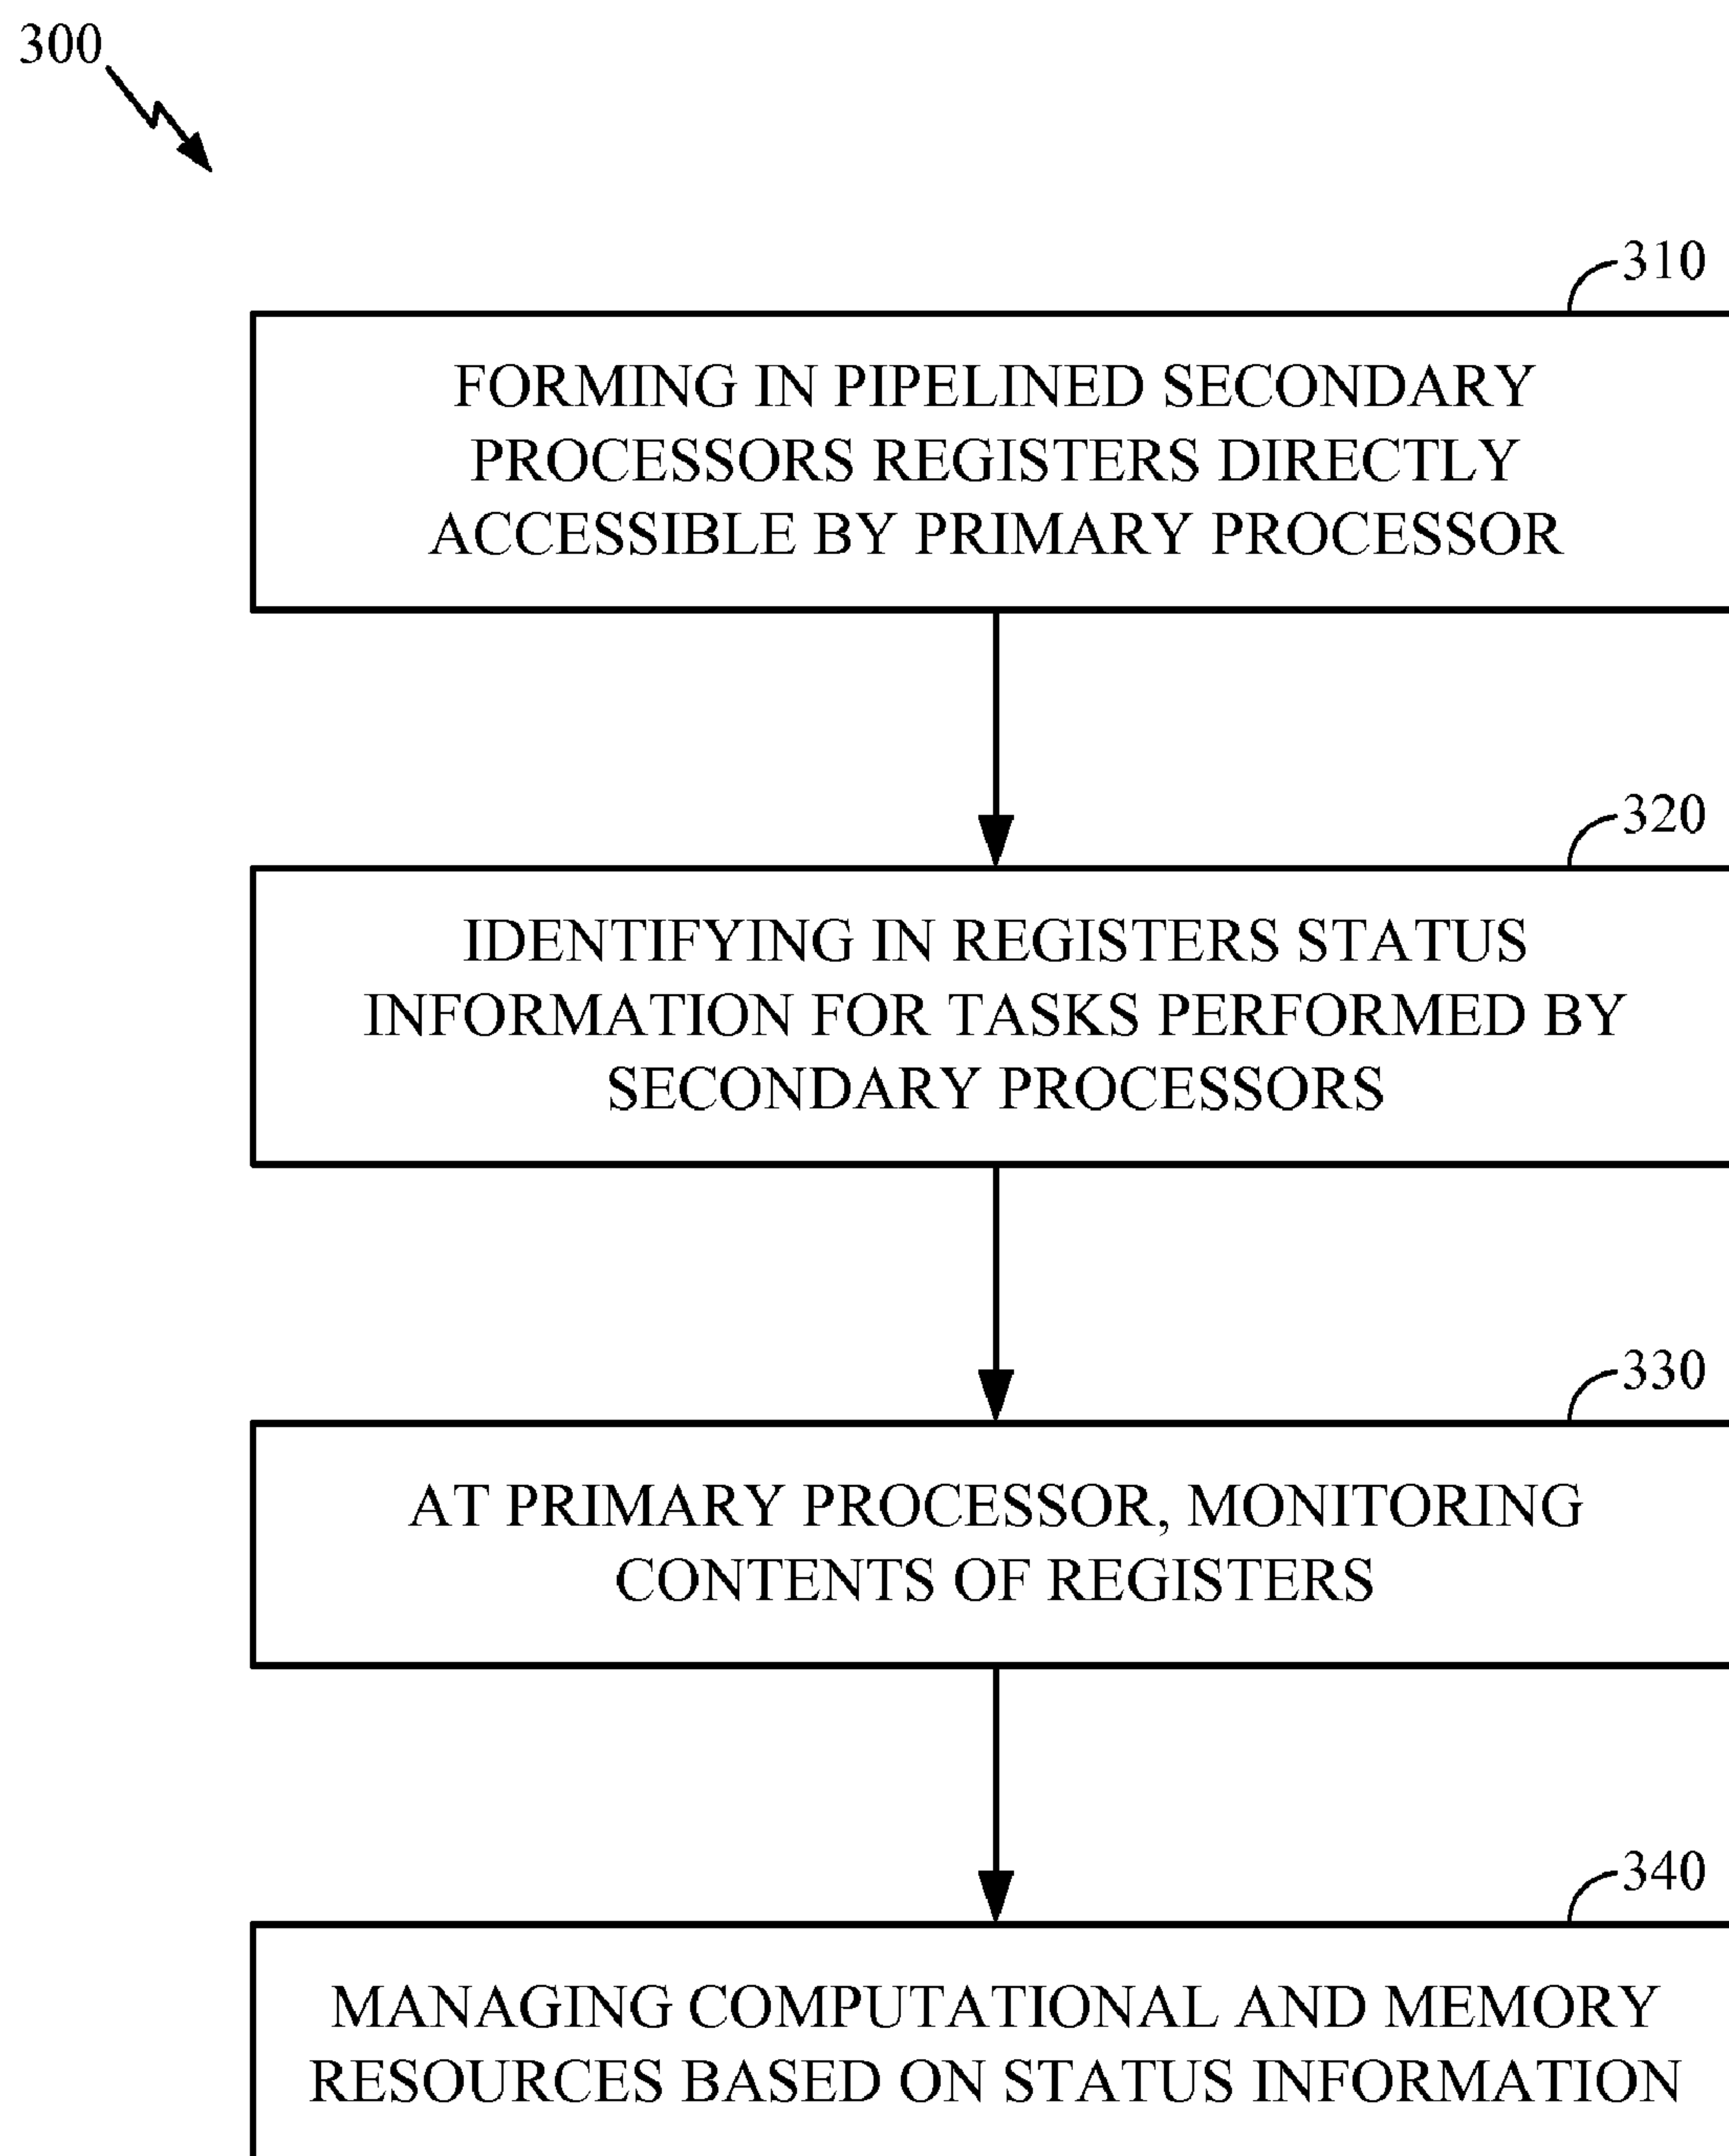 300
310
FORMING IN PIPELINED SECONDARY
PROCESSORS REGISTERS DIRECTLY
ACCESSIBLE BY PRIMARY PROCESSOR
320
IDENTIFYING IN REGISTERS STATUS
INFORMATION FOR TASKS PERFORMED BY
SECONDARY PROCESSORS
330
AT PRIMARY PROCESSOR, MONITORING
CONTENTS OF REGISTERS
340
MANAGING COMPUTATIONAL AND MEMORY
RESOURCES BASED ON STATUS INFORMATION